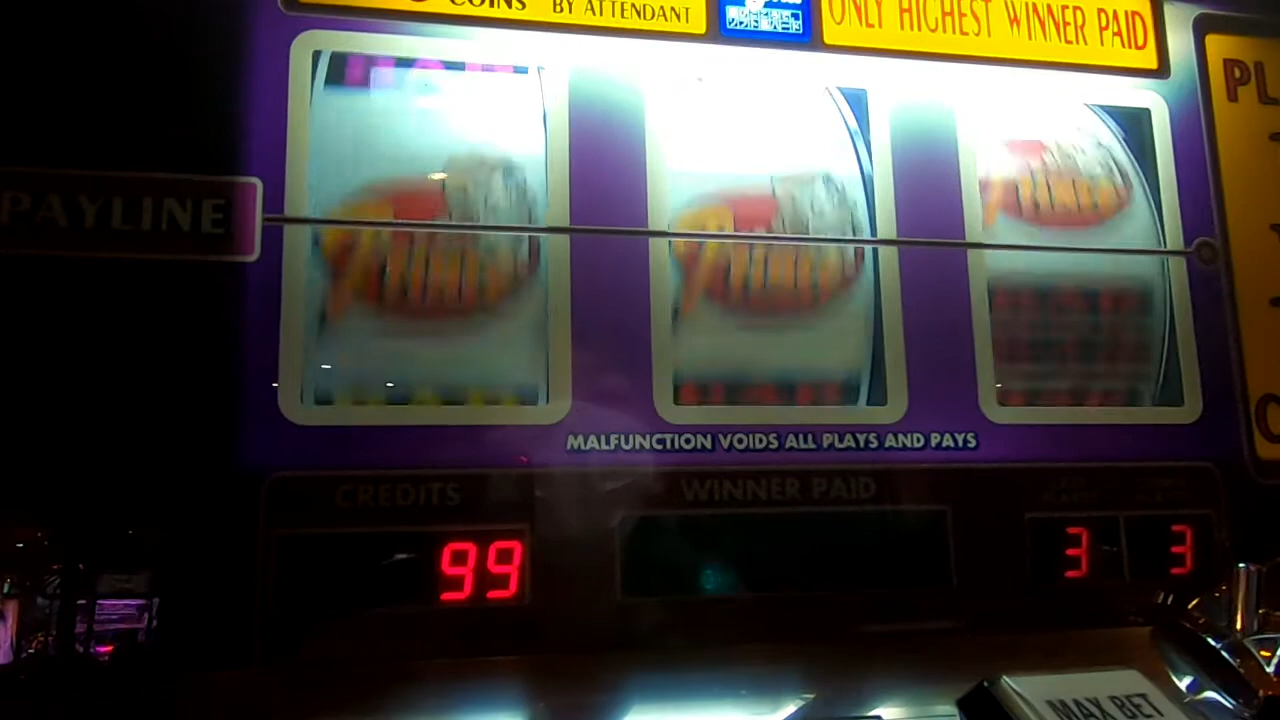 COINS BY ATTENDANT
ONLY HIGHEST WINNER PAID
PL
PAYLINE
MALFUNCTION VOIDS ALL PLAYS AND PAYS
CREDITS
WINNER PAID
99
3
3
MAX BET